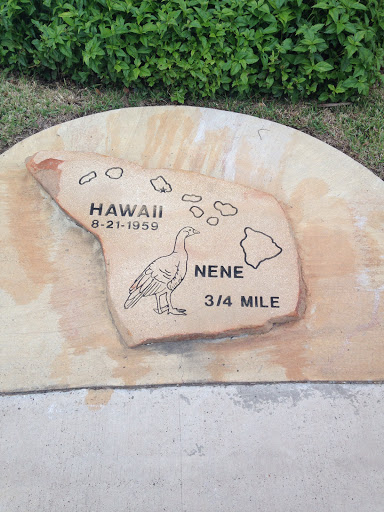 HAWAII
8-21-1959
NENE
3/4 MILE